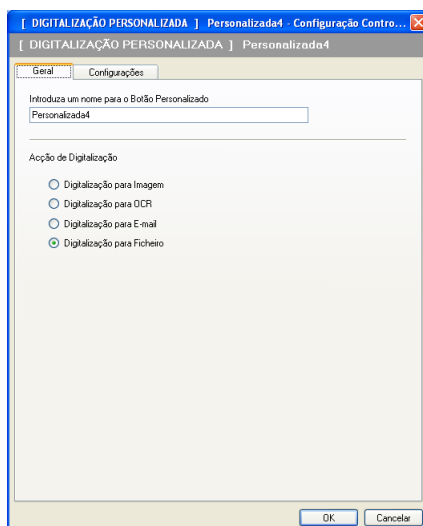 [ DIGITALIZAÇÃO PERSONALIZADA ] Personalizada4 - Configuração Contro...
[ DIGITALIZAÇÃO PERSONALIZADA ] Personalizada4
Geral Configurações
Introduza um nome para o Botão Personalizado
Personalizada4
Acção de Digitalização
Digitalização para Imagem
Digitalização para OCR
Digitalização para E-mail
Digitalização para Ficheiro
OK Cancelar